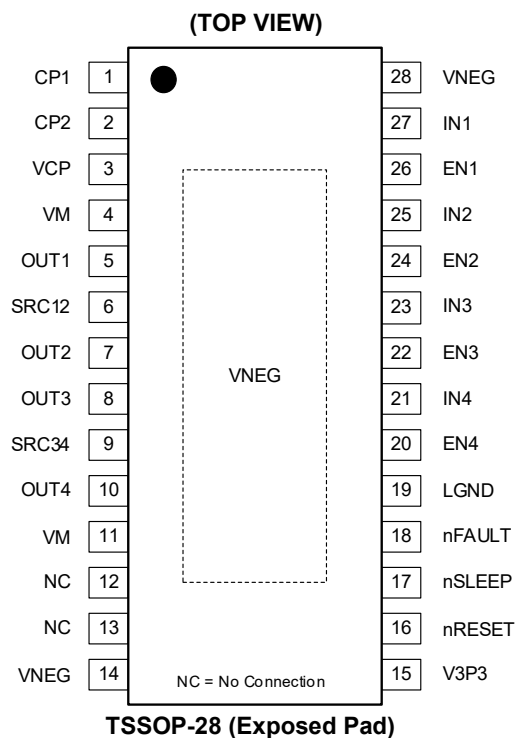 (TOP VIEW)
CP1 1 28 VNEG
CP2 2 27 IN1
VCP 3 26 EN1
VM 4 25 IN2
OUT1 5 24 EN2
SRC12 6 23 IN3
OUT2 7 22 EN3
VNEG
OUT3 8 21 IN4
SRC34 9 20 EN4
OUT4 10 19 LGND
VM 11 18 nFAULT
NC 12 17 nSLEEP
NC 13 16 nRESET
VNEG 14 NC = No Connection 15 V3P3
TSSOP-28 (Exposed Pad)